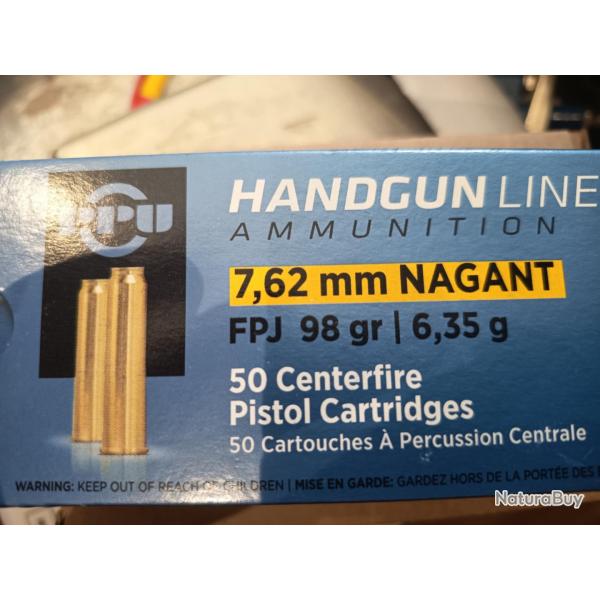 PPU
HANDGUN LINE
AMMUNITION
7,62 mm NAGANT
FPJ 98 gr | 6,35 g
50 Centerfire
Pistol Cartridges
50 Cartouches À Percussion Centrale
WARNING: KEEP OUT OF REACH OF CHILDREN | MISE EN GARDE: GARDEZ HORS DE LA PORTÉE DES
NaturaBuy